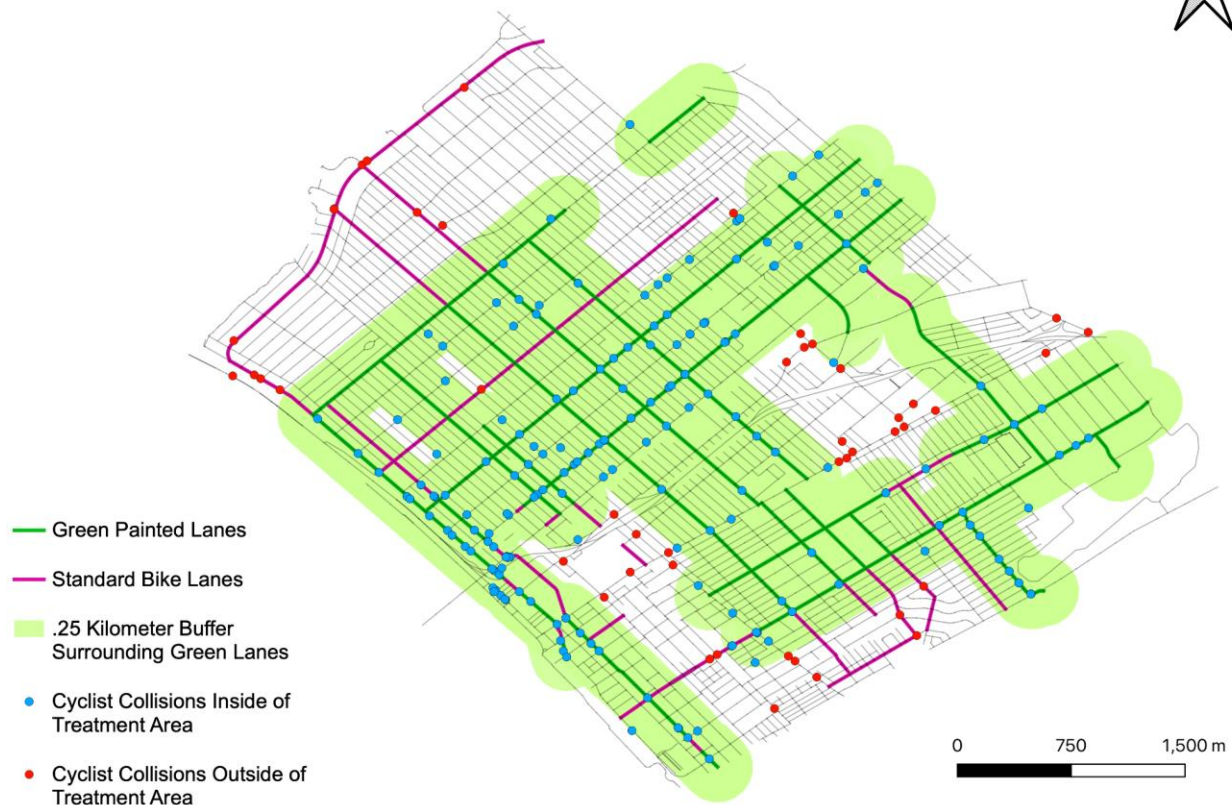 Green Painted Lanes
Standard Bike Lanes
.25 Kilometer Buffer
Surrounding Green Lanes
Cyclist Collisions Inside of
Treatment Area
Cyclist Collisions Outside of
Treatment Area
0 750 1,500 m